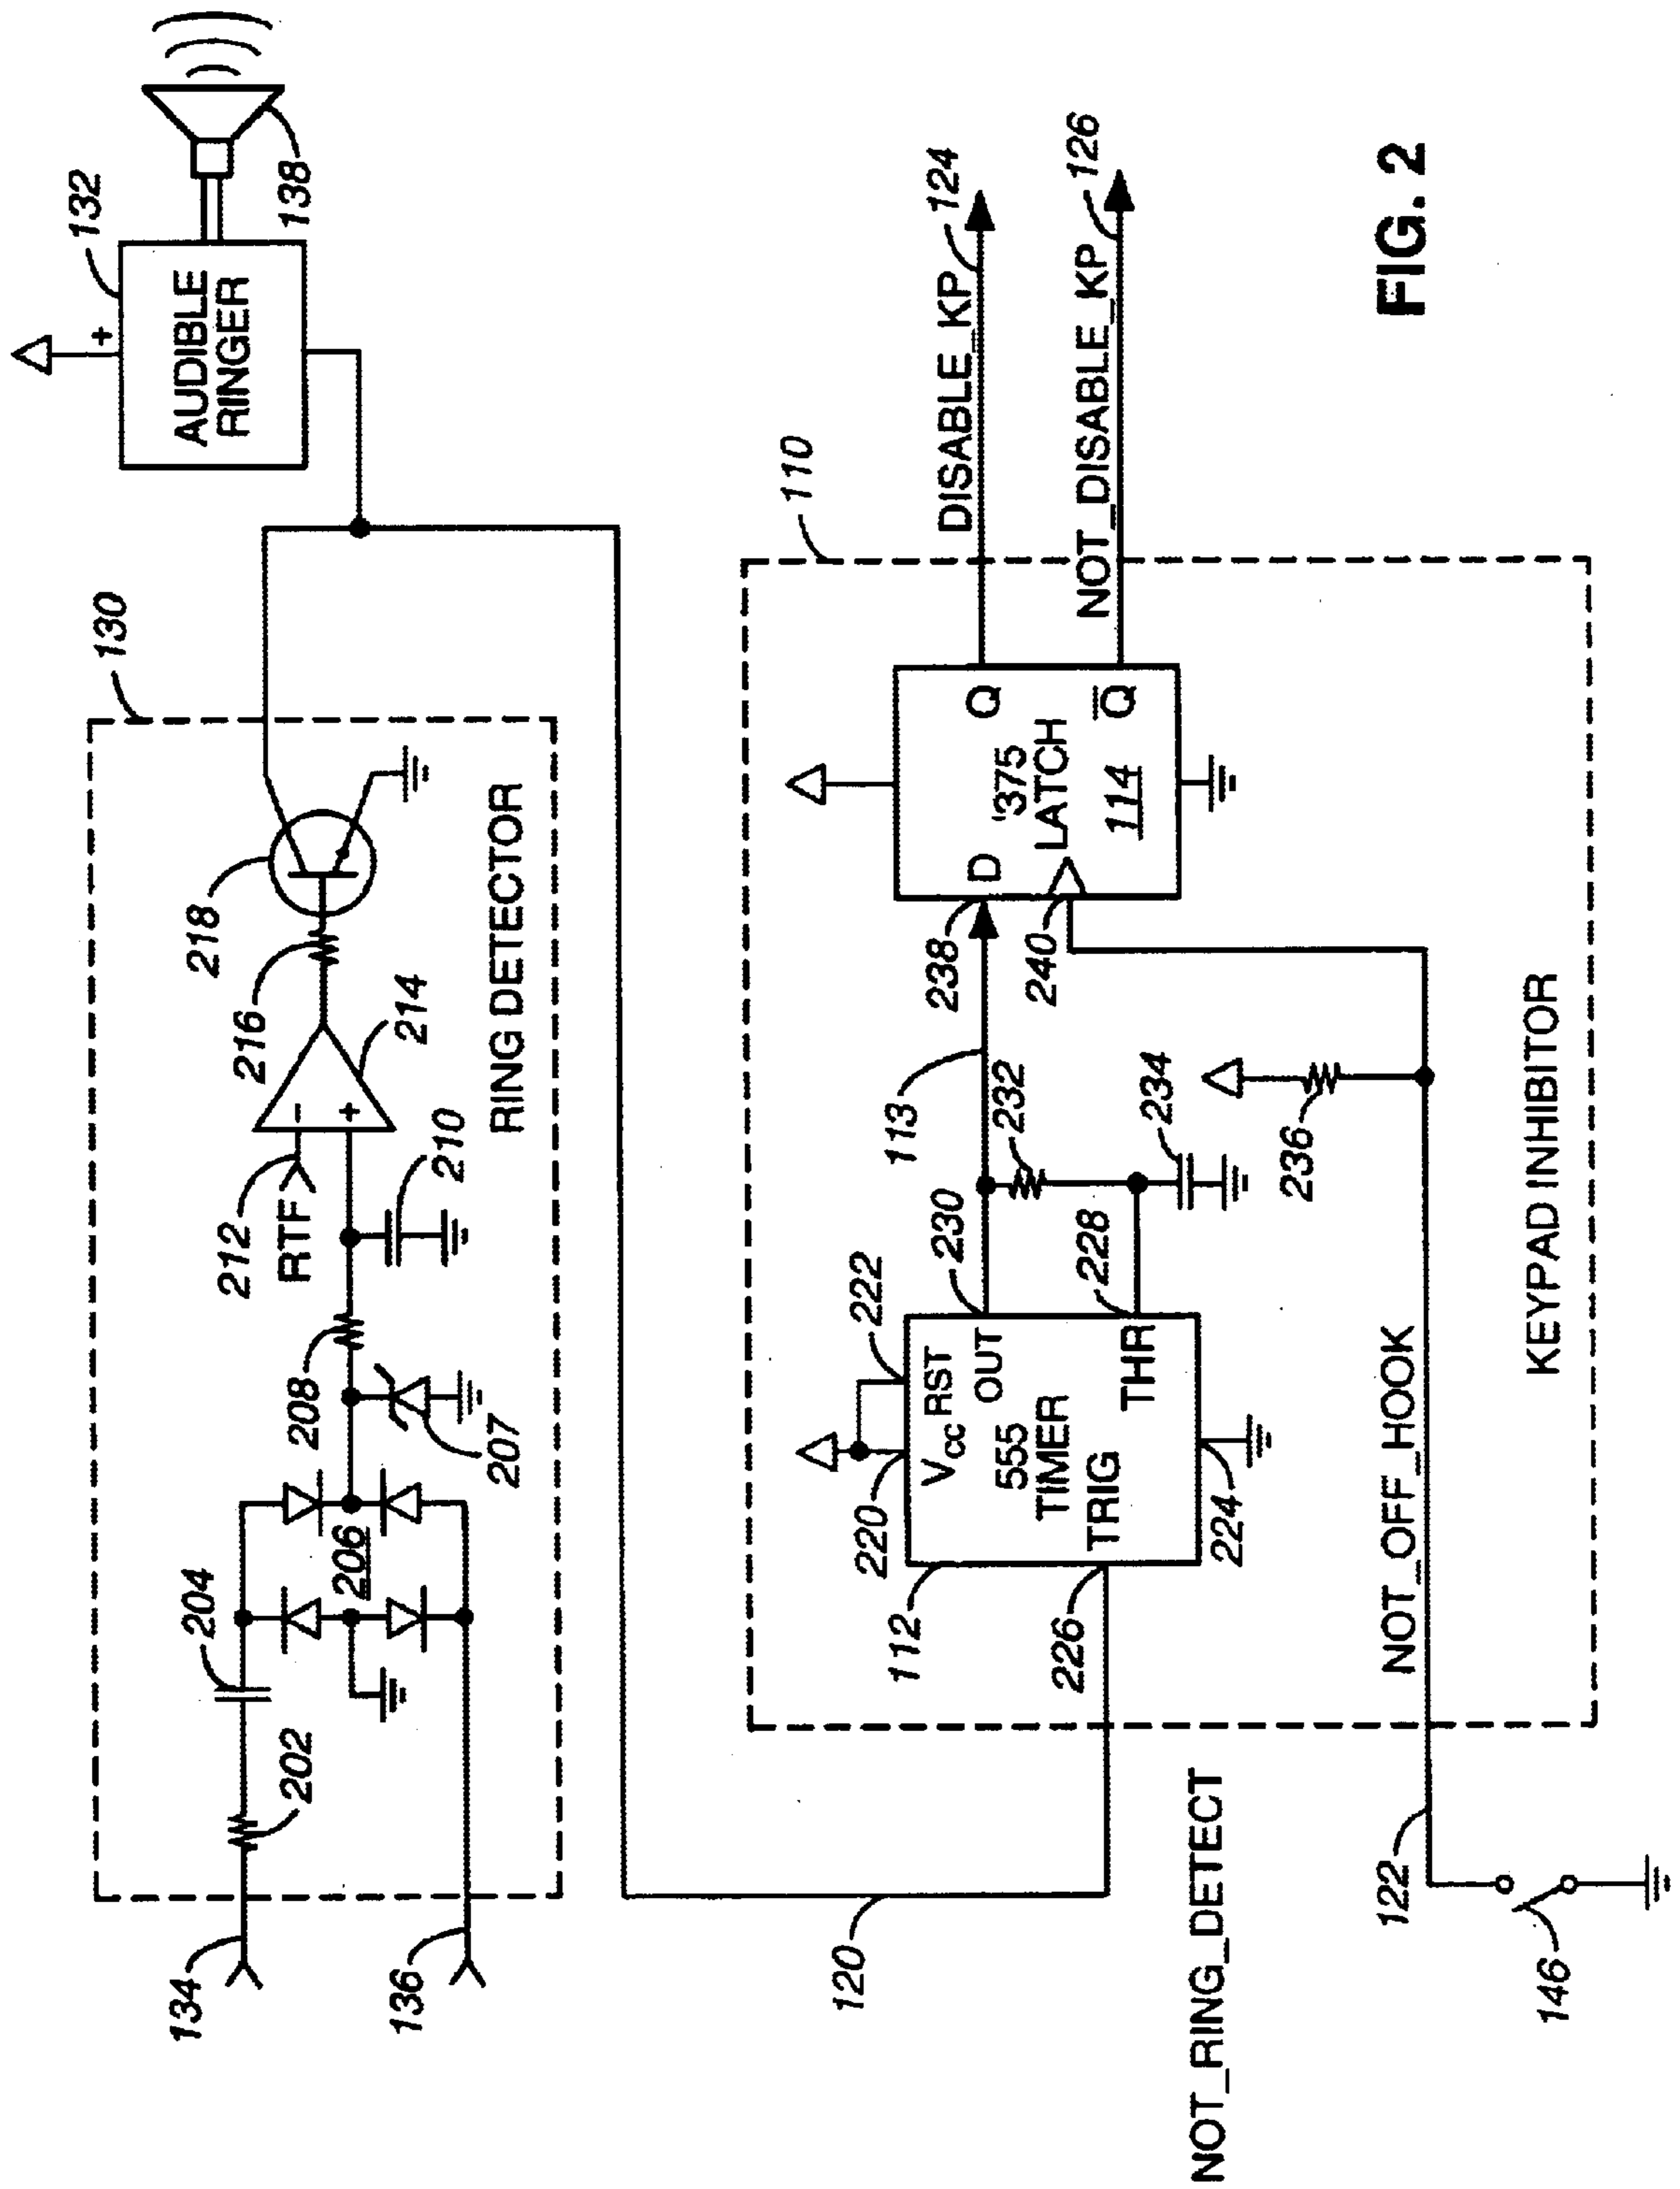 134
136
202
204
206
207
208
RTF
212
210
214
-
+
216
218
RING DETECTOR
130
132
+
AUDIBLE
RINGER
138
120
NOT_RING_DETECT
110
112
220
222
VCC RST
OUT
555
TIMER
TRIG
THR
224
226
228
230
113
232
234
236
238
240
D
Q
'375
LATCH
114
Q̅
DISABLE_KP
124
NOT_DISABLE_KP
126
NOT_OFF_HOOK
122
146
KEYPAD INHIBITOR
FIG. 2